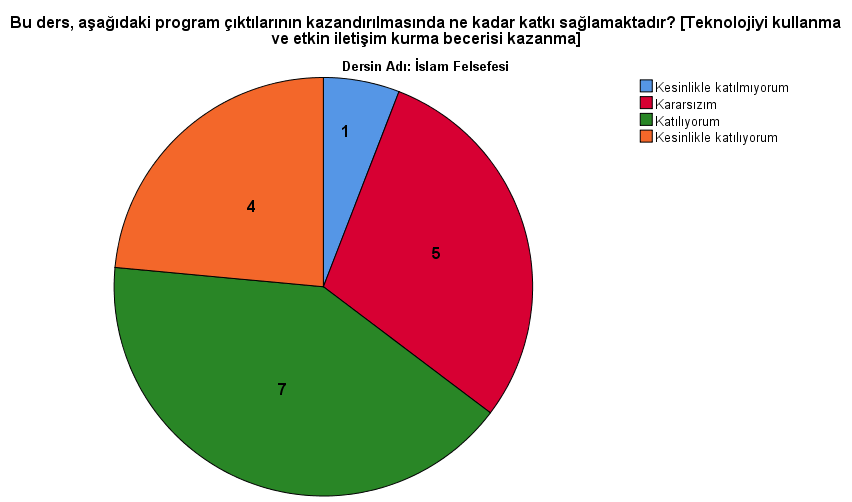 Bu ders, aşağıdaki program çıktılarının kazandırılmasında ne kadar katkı sağlamaktadır? [Teknolojiyi kullanma
ve etkin iletişim kurma becerisi kazanma]
Dersin Adı: İslam Felsefesi
Kesinlikle katılmıyorum
Kararsızım
Katılıyorum
Kesinlikle katılıyorum
1
4
5
7